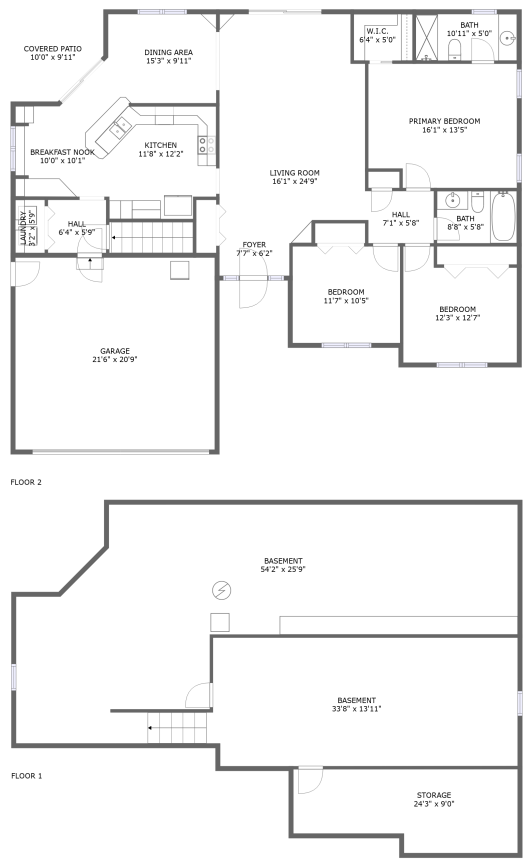 BATH
10'11" x 5'0"
W.I.C.
6'4" x 5'0"
COVERED PATIO
10'0" x 9'11"
DINING AREA
15'3" x 9'11"
PRIMARY BEDROOM
16'1" x 13'5"
KITCHEN
11'8" x 12'2"
BREAKFAST NOOK
10'0" x 10'1"
LIVING ROOM
16'1" x 24'9"
LAUNDRY
3'2" x 5'9"
HALL
6'4" x 5'9"
HALL
7'1" x 5'8"
BATH
8'8" x 5'8"
FOYER
7'7" x 6'2"
BEDROOM
11'7" x 10'5"
BEDROOM
12'3" x 12'7"
GARAGE
21'6" x 20'9"
FLOOR 2
BASEMENT
54'2" x 25'9"
BASEMENT
33'8" x 13'11"
FLOOR 1
STORAGE
24'3" x 9'0"